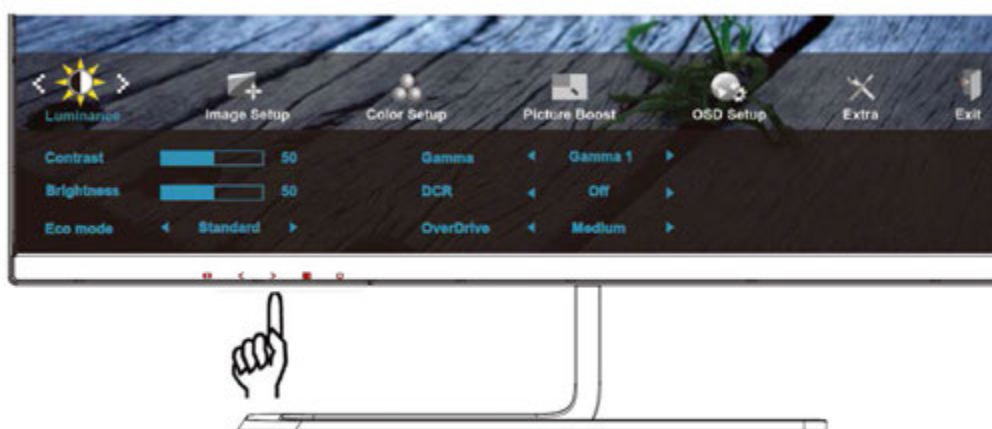 Luminance Image Setup Color Setup Picture Boost OSD Setup Extra Exit
Contrast 50 Gamma Gamma 1
Brightness 50 DCR Off
Eco mode Standard OverDrive Medium